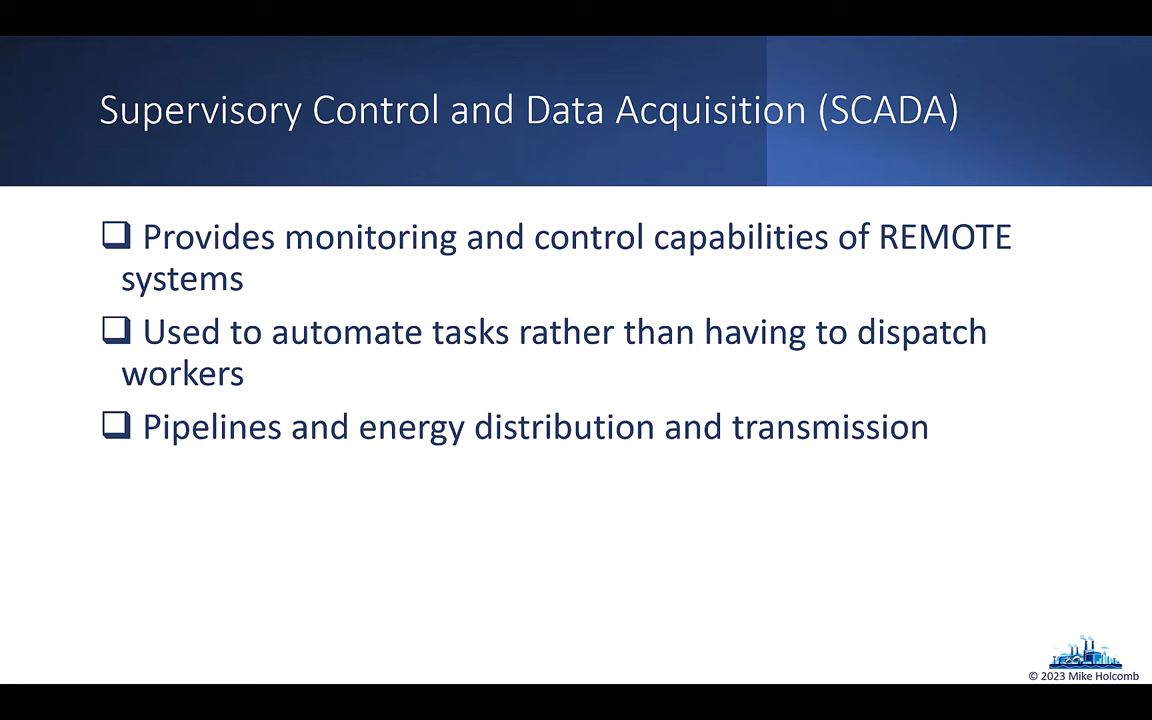 Supervisory Control and Data Acquisition (SCADA)
❑ Provides monitoring and control capabilities of REMOTE
systems
❑ Used to automate tasks rather than having to dispatch
workers
❑ Pipelines and energy distribution and transmission
© 2023 Mike Holcomb